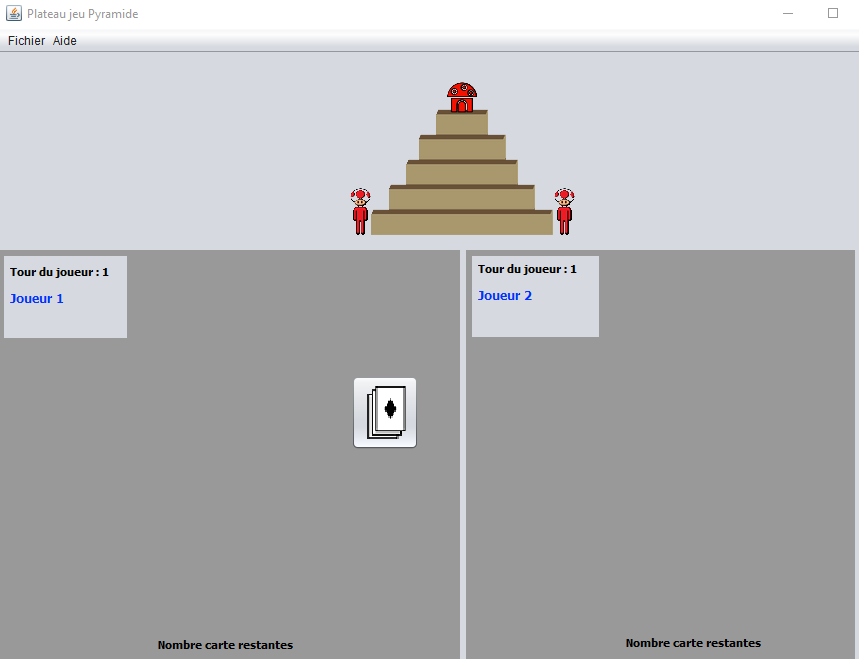 Plateau jeu Pyramide
Fichier Aide
Tour du joueur : 1
Joueur 1
Tour du joueur : 1
Joueur 2
Nombre carte restantes
Nombre carte restantes